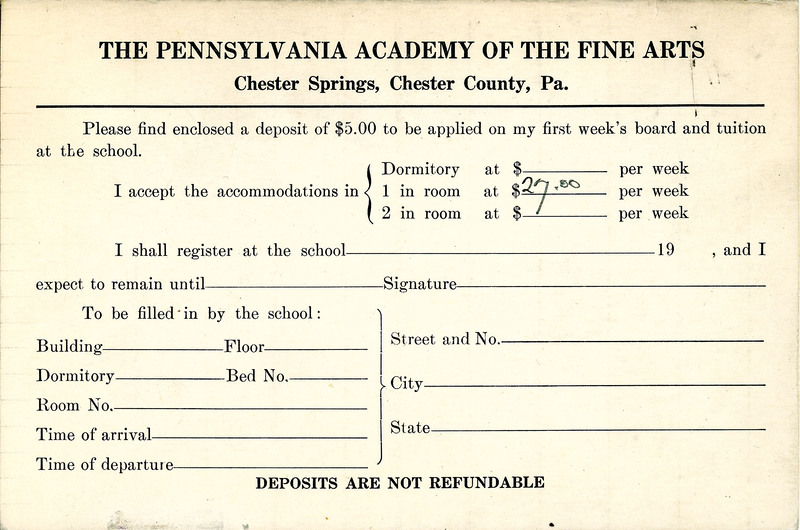 THE PENNSYLVANIA ACADEMY OF THE FINE ARTS
Chester Springs, Chester County, Pa.
Please find enclosed a deposit of $5.00 to be applied on my first week's board and tuition
at the school.
I accept the accommodations in
Dormitory at $ per week
1 in room at $27.00 per week
2 in room at $ per week
I shall register at the school 19 , and I
expect to remain until Signature
To be filled in by the school:
Building Floor
Dormitory Bed No.
Room No.
Time of arrival
Time of departure
Street and No.
City
State
DEPOSITS ARE NOT REFUNDABLE